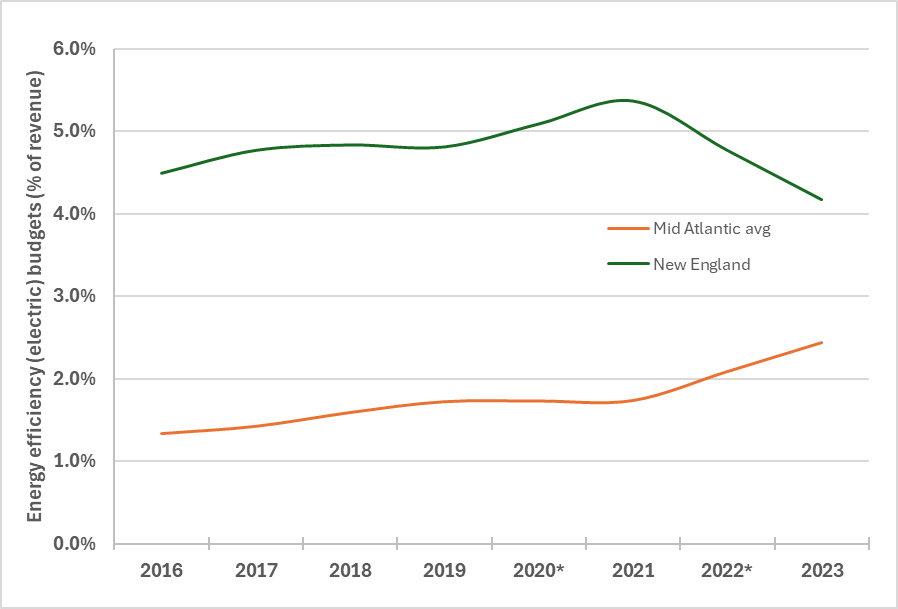 Energy efficiency (electric) budgets (% of revenue)
6.0%
5.0%
4.0%
3.0%
2.0%
1.0%
0.0%
Mid Atlantic avg
New England
2016 2017 2018 2019 2020* 2021 2022* 2023